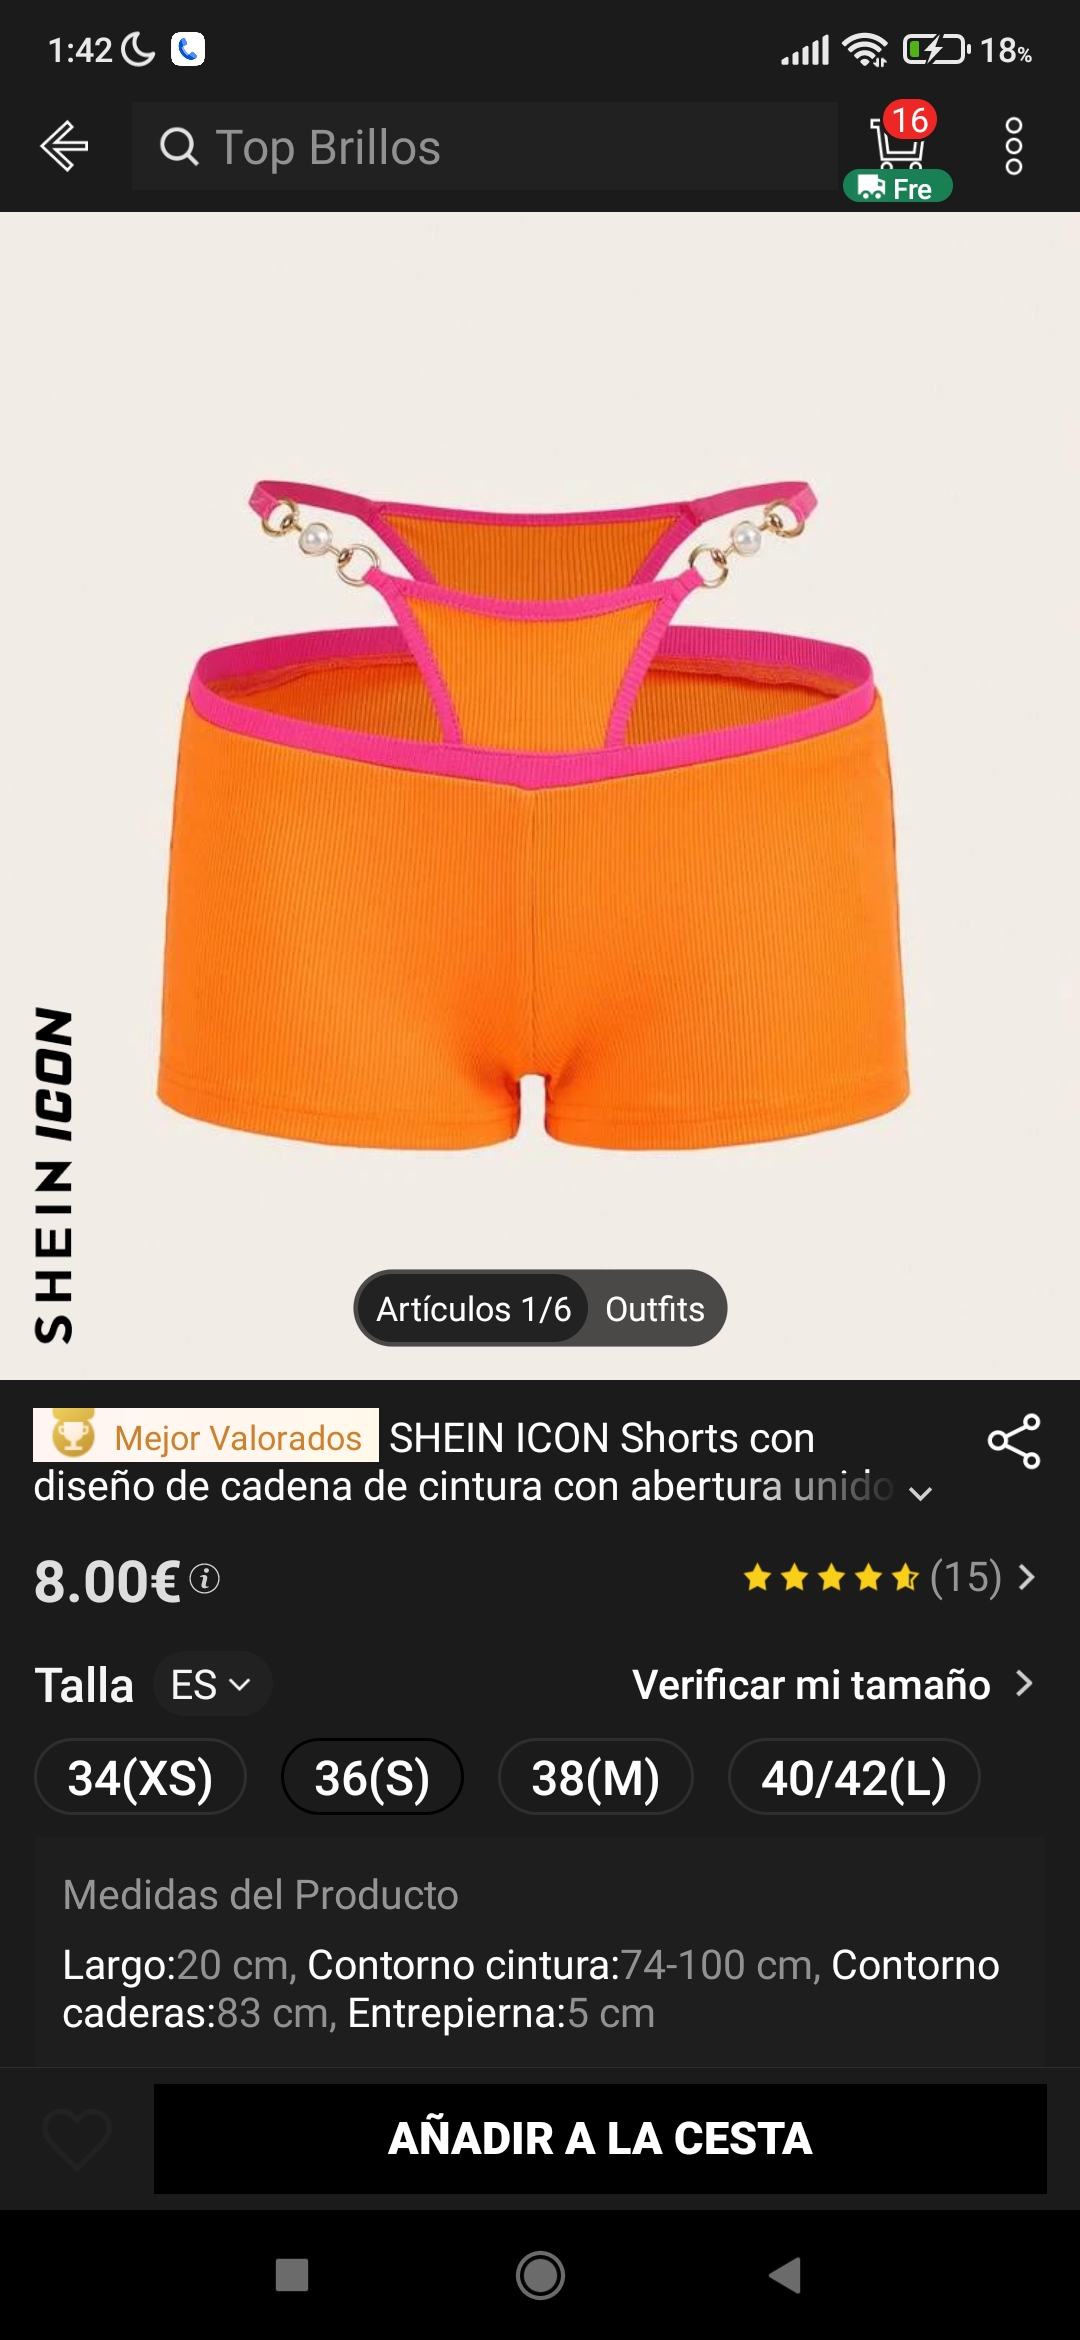 1:42
18%
Top Brillos
16
Fre
SHEIN ICON
Artículos 1/6 Outfits
Mejor Valorados SHEIN ICON Shorts con
diseño de cadena de cintura con abertura unido
8.00€
(15)
Talla ES Verificar mi tamaño
34(XS) 36(S) 38(M) 40/42(L)
Medidas del Producto
Largo:20 cm, Contorno cintura:74-100 cm, Contorno
caderas:83 cm, Entrepierna:5 cm
AÑADIR A LA CESTA